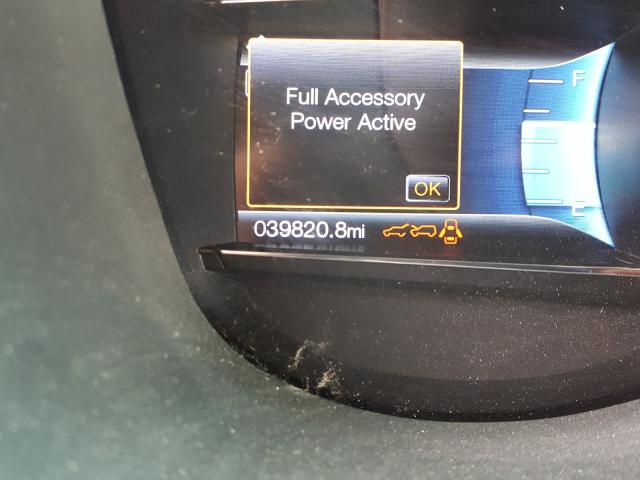 Full Accessory
Power Active
OK
039820.8mi
F
E